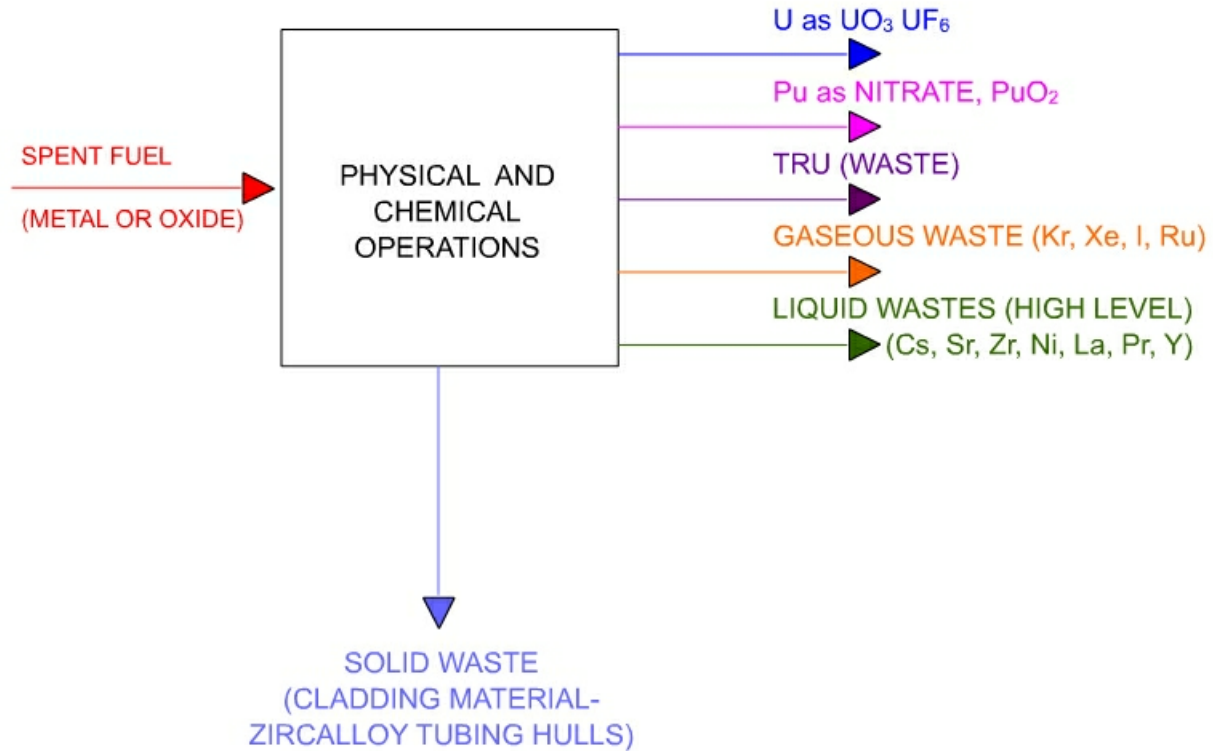 U as UO₃ UF₆
Pu as NITRATE, PuO₂
SPENT FUEL
(METAL OR OXIDE)
PHYSICAL AND
CHEMICAL
OPERATIONS
TRU (WASTE)
GASEOUS WASTE (Kr, Xe, I, Ru)
LIQUID WASTES (HIGH LEVEL)
(Cs, Sr, Zr, Ni, La, Pr, Y)
SOLID WASTE
(CLADDING MATERIAL-
ZIRCALLOY TUBING HULLS)